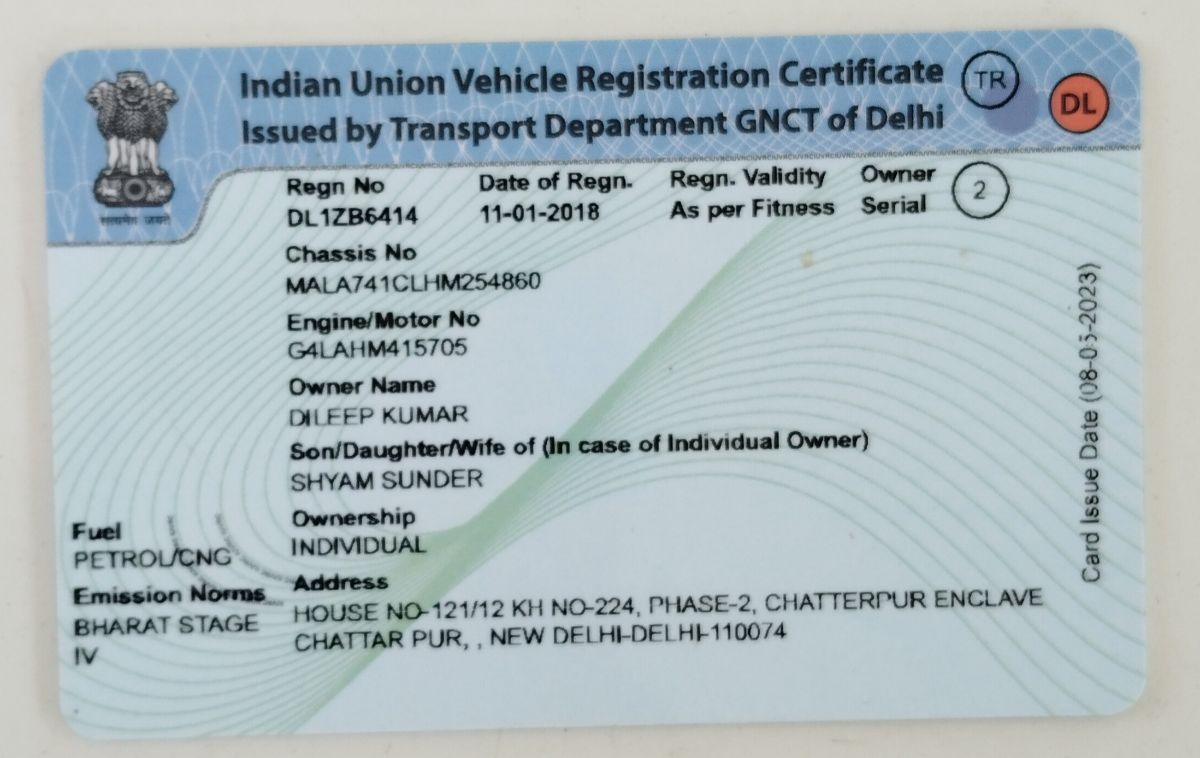 Indian Union Vehicle Registration Certificate
Issued by Transport Department GNCT of Delhi
TR
DL
सत्यमेव जयते
Regn No Date of Regn. Regn. Validity Owner Serial 2
DL1ZB6414 11-01-2018 As per Fitness
Chassis No
MALA741CLHM254860
Engine/Motor No
G4LAHM415705
Owner Name
DILEEP KUMAR
Son/Daughter/Wife of (In case of Individual Owner)
SHYAM SUNDER
Ownership
INDIVIDUAL
Fuel
PETROL/CNG
Emission Norms
BHARAT STAGE
IV
Address
HOUSE NO-121/12 KH NO-224, PHASE-2, CHATTERPUR ENCLAVE
CHATTAR PUR, , NEW DELHI-DELHI-110074
Card Issue Date